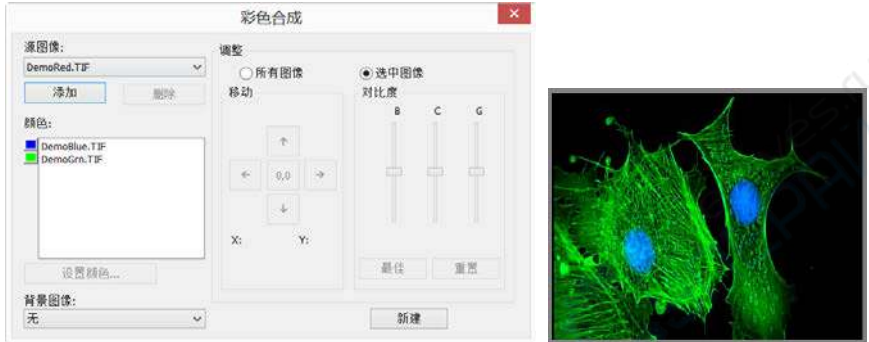 彩色合成
源图像:
DemoRed.TIF
添加
删除
颜色:
DemoBlue.TIF
DemoGrn.TIF
设置颜色...
背景图像:
无
调整
所有图像
选中图像
移动
0,0
X:
Y:
对比度
B C G
最佳
重置
新建